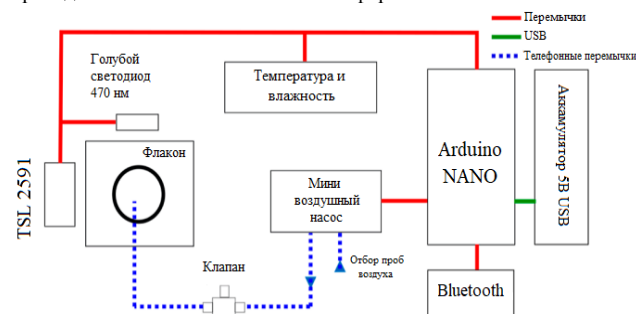 Перемычки
USB
Телефонные перемычки
Голубой
светодиод
470 нм
Температура и
влажность
Arduino
NANO
Аккамулятор 5В USB
Флакон
TSL 2591
Мини
воздушный
насос
Отбор проб
воздуха
Клапан
Bluetooth